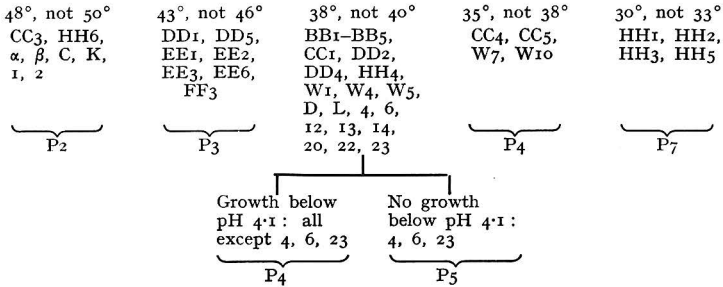 48°, not 50°
CC3, HH6,
α, β, C, K,
1, 2
P2
43°, not 46°
DD1, DD5,
EE1, EE2,
EE3, EE6,
FF3
P3
38°, not 40°
BB1–BB5,
CC1, DD2,
DD4, HH4,
W1, W4, W5,
D, L, 4, 6,
12, 13, 14,
20, 22, 23
35°, not 38°
CC4, CC5,
W7, W10
P4
30°, not 33°
HH1, HH2,
HH3, HH5
P7
Growth below
pH 4·1 : all
except 4, 6, 23
P4
No growth
below pH 4·1 :
4, 6, 23
P5